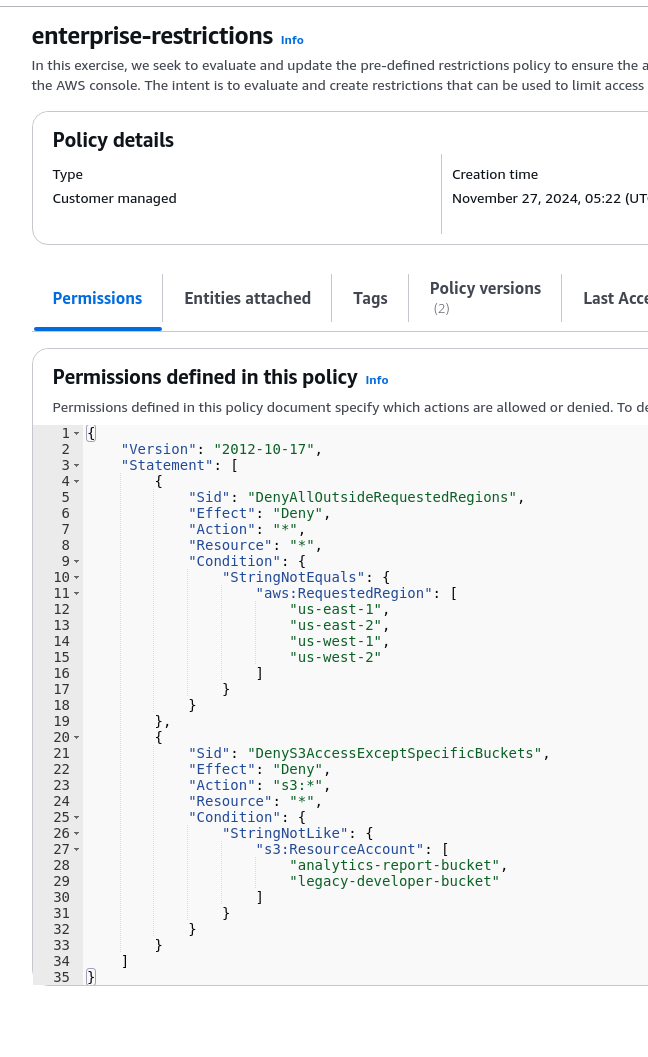 enterprise-restrictions Info
In this exercise, we seek to evaluate and update the pre-defined restrictions policy to ensure the a
the AWS console. The intent is to evaluate and create restrictions that can be used to limit access
Policy details
Type
Customer managed
Creation time
November 27, 2024, 05:22 (UT
Permissions
Entities attached
Tags
Policy versions
(2)
Last Acce
Permissions defined in this policy Info
Permissions defined in this policy document specify which actions are allowed or denied. To de
1 {
2     "Version": "2012-10-17",
3     "Statement": [
4         {
5             "Sid": "DenyAllOutsideRequestedRegions",
6             "Effect": "Deny",
7             "Action": "*",
8             "Resource": "*",
9             "Condition": {
10                 "StringNotEquals": {
11                     "aws:RequestedRegion": [
12                         "us-east-1",
13                         "us-east-2",
14                         "us-west-1",
15                         "us-west-2"
16                     ]
17                 }
18             }
19         },
20         {
21             "Sid": "DenyS3AccessExceptSpecificBuckets",
22             "Effect": "Deny",
23             "Action": "s3:*",
24             "Resource": "*",
25             "Condition": {
26                 "StringNotLike": {
27                     "s3:ResourceAccount": [
28                         "analytics-report-bucket",
29                         "legacy-developer-bucket"
30                     ]
31                 }
32             }
33         }
34     ]
35 }